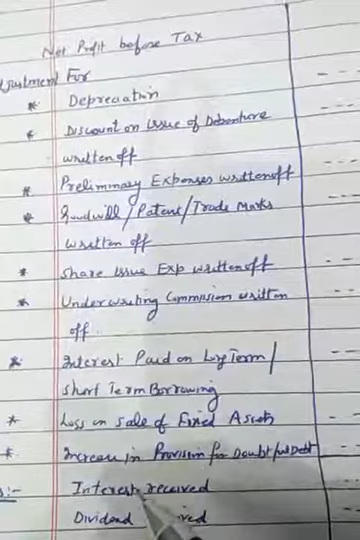 Net Profit before Tax
ustment For
* Depreciation
* Discount on issue of Debenture
written off
* Preliminary Expenses written off
* Goodwill / Patent / Trade Marks
written off
* Share Issue Exp written off
* Underwriting Commission written
off
* Interest Paid on Long Term /
Short Term Borrowing
* Loss on sale of Fixed Assets
* Increase in Provision for Doubtful Debt
s:- Interest received
Dividend ived